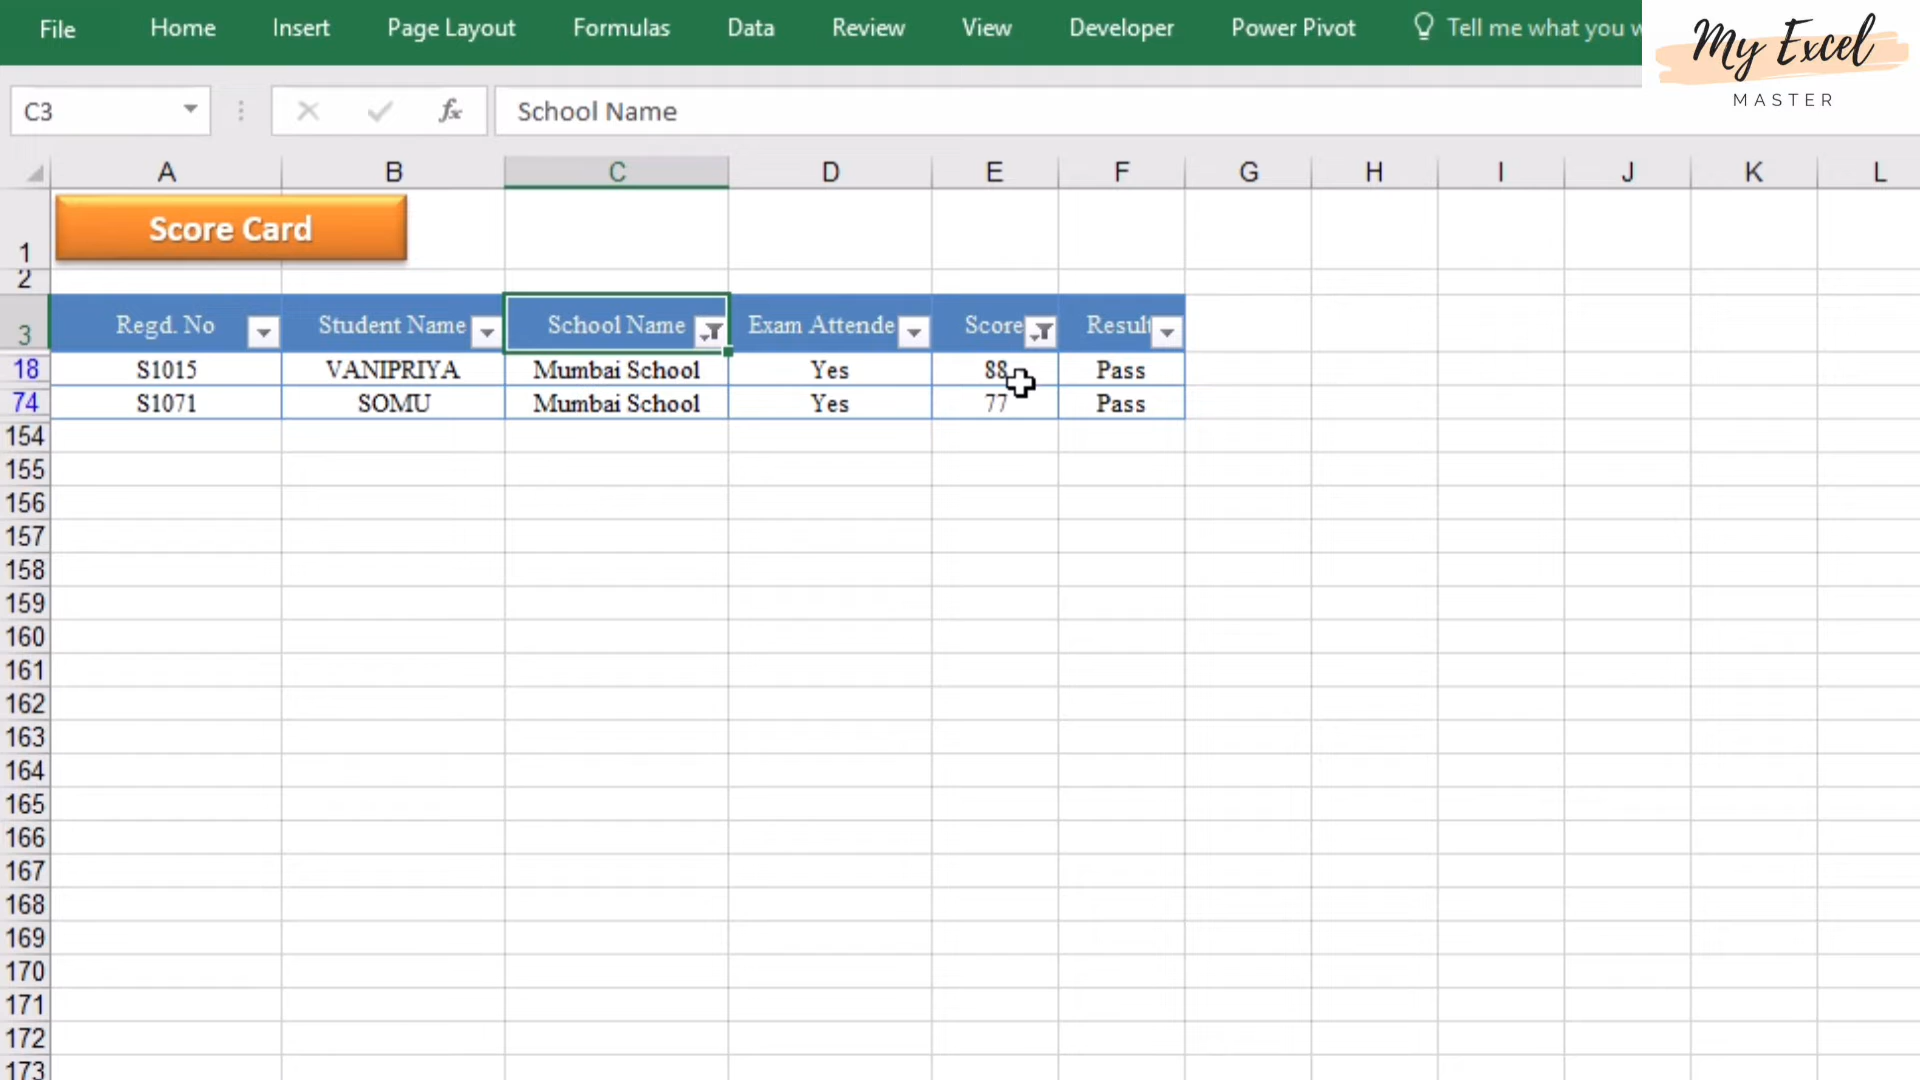 File Home Insert Page Layout Formulas Data Review View Developer Power Pivot Tell me what you w
My Excel
MASTER
C3 fx School Name
A B C D E F G H I J K L
1 Score Card
2
3 Regd. No Student Name School Name Exam Attende Score Result
18 S1015 VANIPRIYA Mumbai School Yes 88 Pass
74 S1071 SOMU Mumbai School Yes 77 Pass
154
155
156
157
158
159
160
161
162
163
164
165
166
167
168
169
170
171
172
173